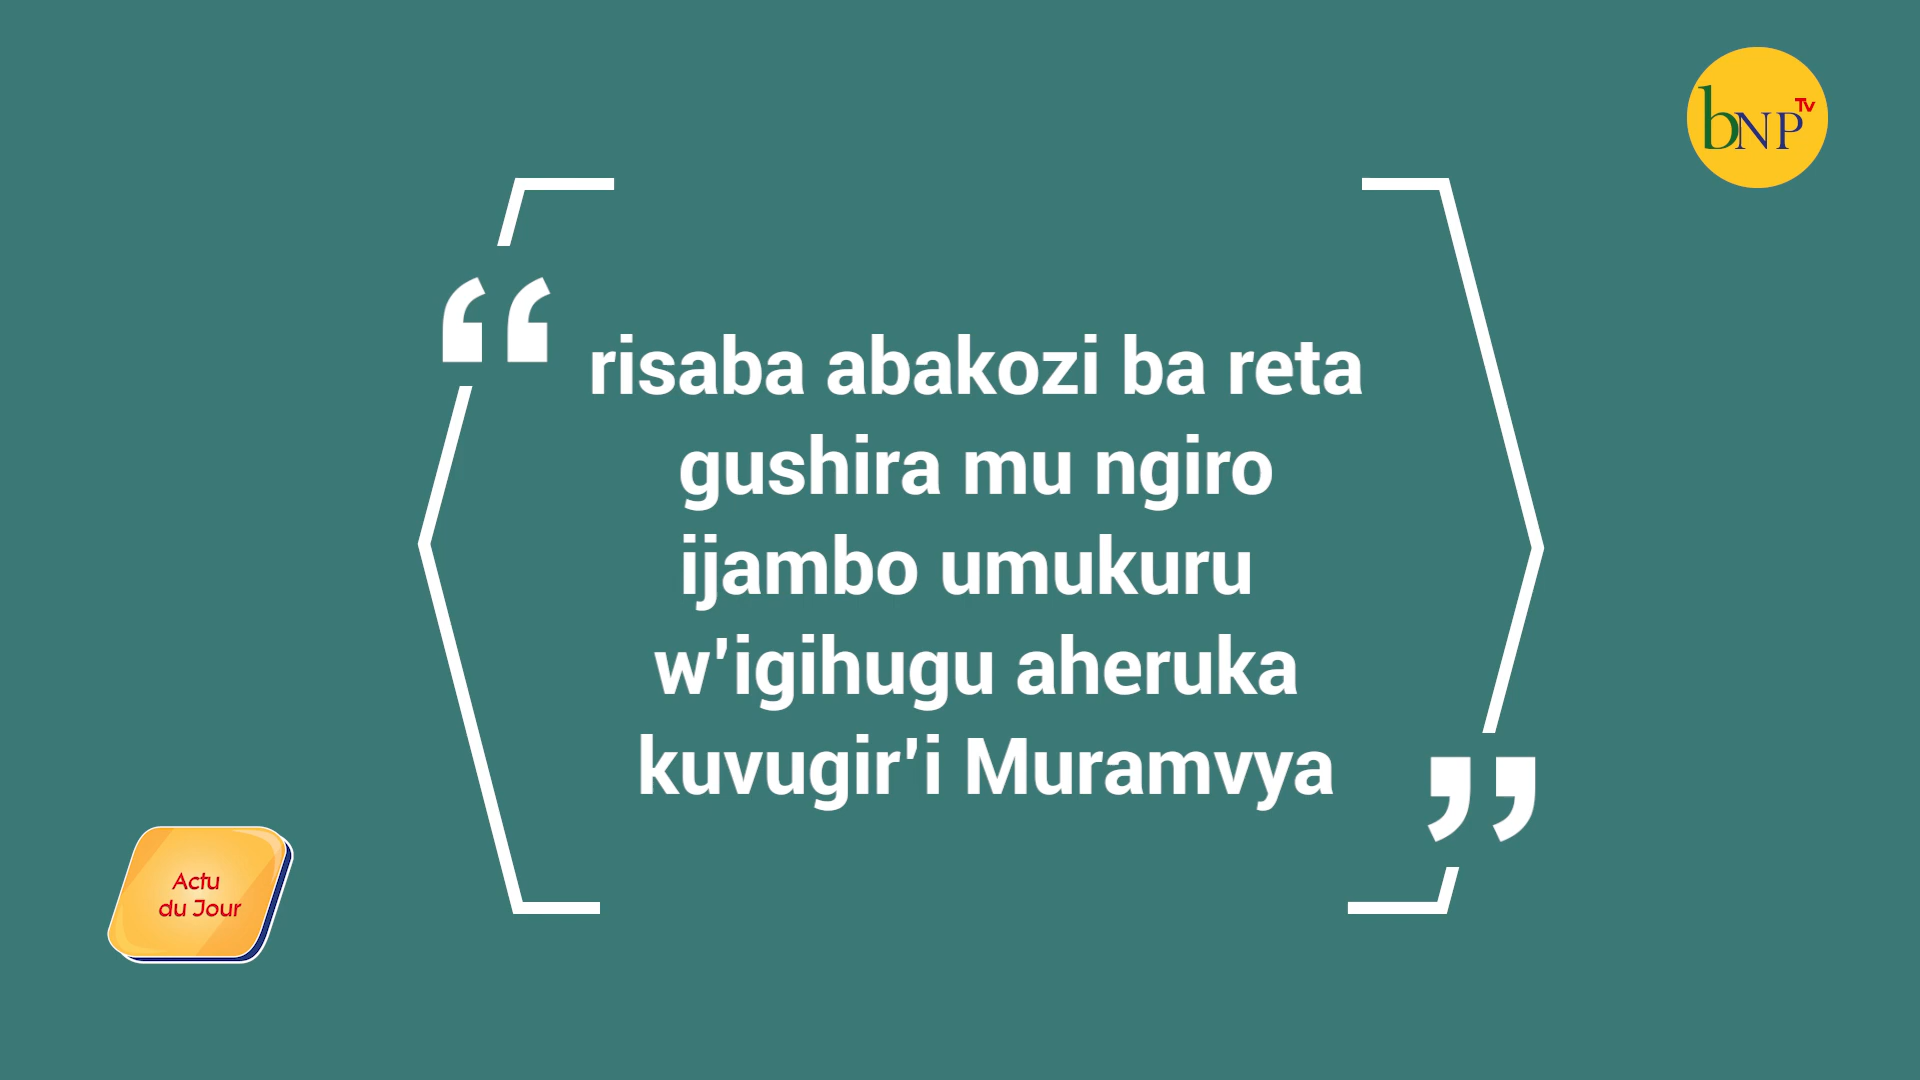 bNP Tv
risaba abakozi ba reta
gushira mu ngiro
ijambo umukuru
w'igihugu aheruka
kuvugir'i Muramvya
Actu
du Jour